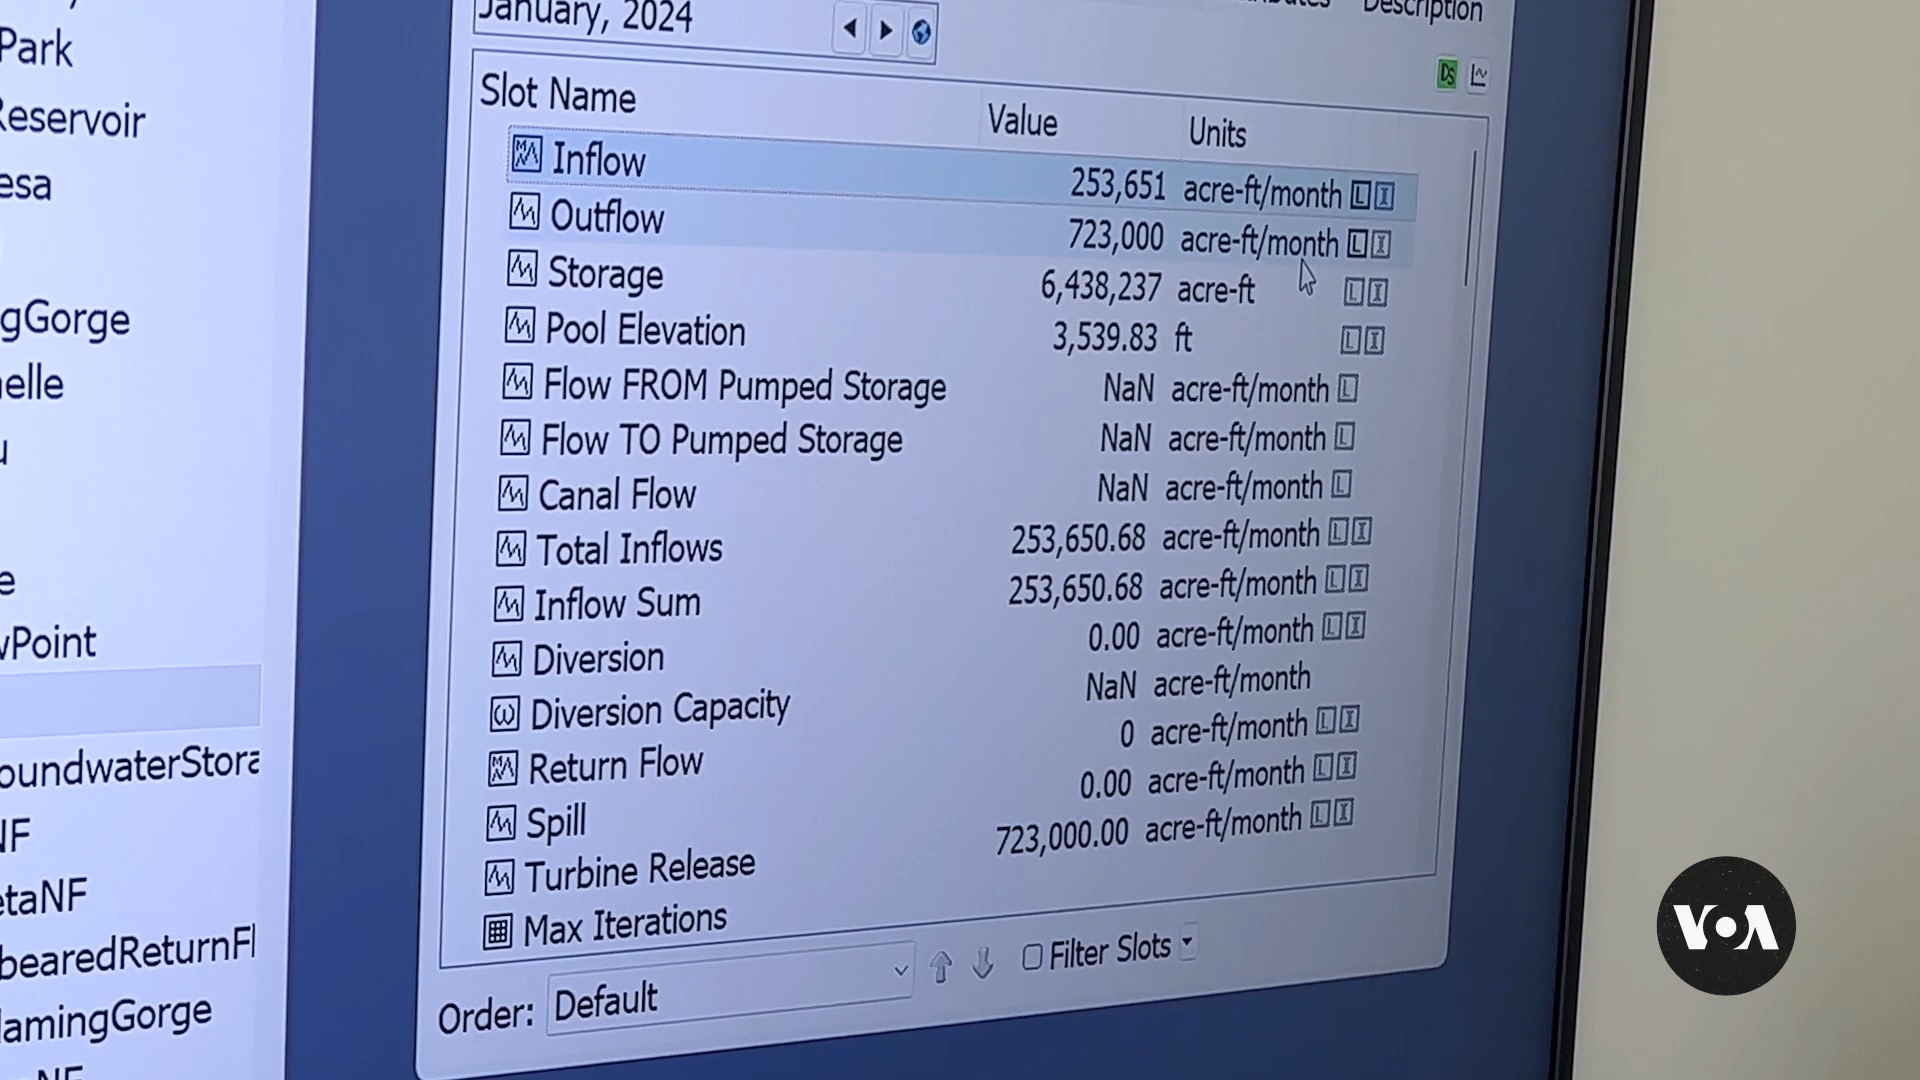 Park
Reservoir
esa
gGorge
elle
e
wPoint
oundwaterStora
NF
etaNF
bearedReturnFl
lamingGorge
NF
January, 2024
Description
Slot Name Value Units
Inflow 253,651 acre-ft/month L I
Outflow 723,000 acre-ft/month L I
Storage 6,438,237 acre-ft L I
Pool Elevation 3,539.83 ft L I
Flow FROM Pumped Storage NaN acre-ft/month L
Flow TO Pumped Storage NaN acre-ft/month L
Canal Flow NaN acre-ft/month L
Total Inflows 253,650.68 acre-ft/month L I
Inflow Sum 253,650.68 acre-ft/month L I
Diversion 0.00 acre-ft/month L I
Diversion Capacity NaN acre-ft/month
Return Flow 0 acre-ft/month L I
Spill 0.00 acre-ft/month L I
Turbine Release 723,000.00 acre-ft/month L I
Max Iterations
Order: Default Filter Slots
VOA